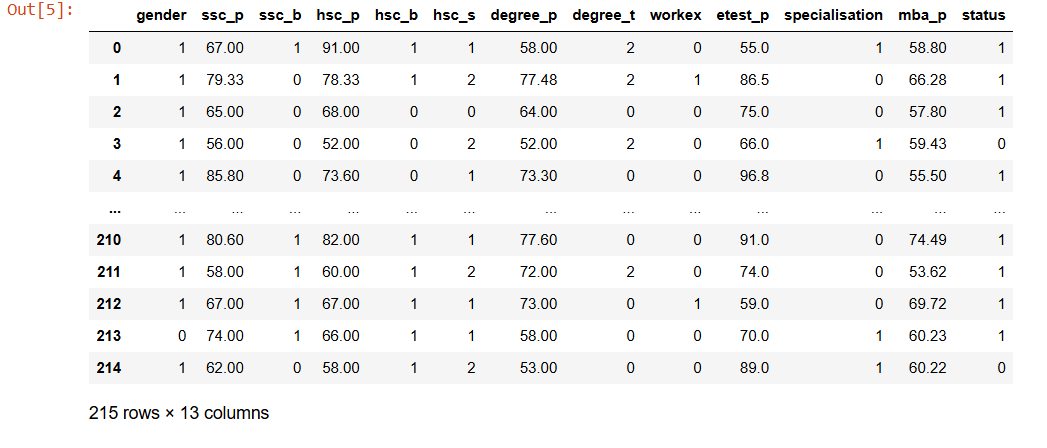 Out[5]:
gender ssc_p ssc_b hsc_p hsc_b hsc_s degree_p degree_t workex etest_p specialisation mba_p status
0 1 67.00 1 91.00 1 1 58.00 2 0 55.0 1 58.80 1
1 1 79.33 0 78.33 1 2 77.48 2 1 86.5 0 66.28 1
2 1 65.00 0 68.00 0 0 64.00 0 0 75.0 0 57.80 1
3 1 56.00 0 52.00 0 2 52.00 2 0 66.0 1 59.43 0
4 1 85.80 0 73.60 0 1 73.30 0 0 96.8 0 55.50 1
... ... ... ... ... ... ... ... ... ... ... ... ... ...
210 1 80.60 1 82.00 1 1 77.60 0 0 91.0 0 74.49 1
211 1 58.00 1 60.00 1 2 72.00 2 0 74.0 0 53.62 1
212 1 67.00 1 67.00 1 1 73.00 0 1 59.0 0 69.72 1
213 0 74.00 1 66.00 1 1 58.00 0 0 70.0 1 60.23 1
214 1 62.00 0 58.00 1 2 53.00 0 0 89.0 1 60.22 0
215 rows × 13 columns